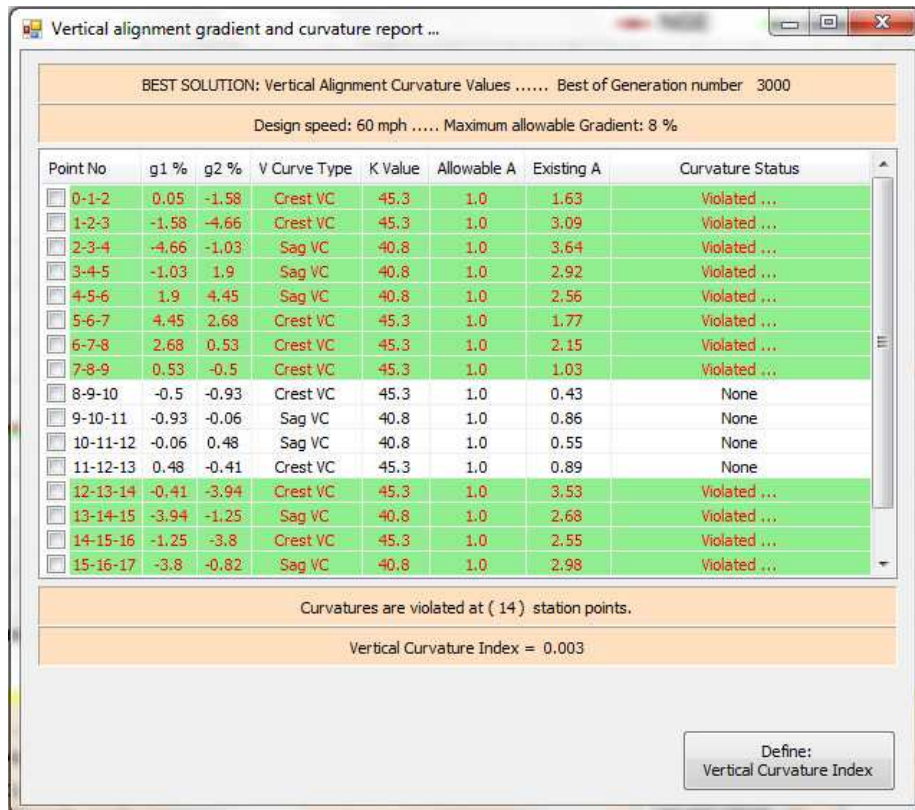 Vertical alignment gradient and curvature report ...
BEST SOLUTION: Vertical Alignment Curvature Values ...... Best of Generation number 3000
Design speed: 60 mph ..... Maximum allowable Gradient: 8 %
Point No g1 % g2 % V Curve Type K Value Allowable A Existing A Curvature Status
0-1-2 0.05 -1.58 Crest VC 45.3 1.0 1.63 Violated ...
1-2-3 -1.58 -4.66 Crest VC 45.3 1.0 3.09 Violated ...
2-3-4 -4.66 -1.03 Sag VC 40.8 1.0 3.64 Violated ...
3-4-5 -1.03 1.9 Sag VC 40.8 1.0 2.92 Violated ...
4-5-6 1.9 4.45 Sag VC 40.8 1.0 2.56 Violated ...
5-6-7 4.45 2.68 Crest VC 45.3 1.0 1.77 Violated ...
6-7-8 2.68 0.53 Crest VC 45.3 1.0 2.15 Violated ...
7-8-9 0.53 -0.5 Crest VC 45.3 1.0 1.03 Violated ...
8-9-10 -0.5 -0.93 Crest VC 45.3 1.0 0.43 None
9-10-11 -0.93 -0.06 Sag VC 40.8 1.0 0.86 None
10-11-12 -0.06 0.48 Sag VC 40.8 1.0 0.55 None
11-12-13 0.48 -0.41 Crest VC 45.3 1.0 0.89 None
12-13-14 -0.41 -3.94 Crest VC 45.3 1.0 3.53 Violated ...
13-14-15 -3.94 -1.25 Sag VC 40.8 1.0 2.68 Violated ...
14-15-16 -1.25 -3.8 Crest VC 45.3 1.0 2.55 Violated ...
15-16-17 -3.8 -0.82 Sag VC 40.8 1.0 2.98 Violated ...
Curvatures are violated at ( 14 ) station points.
Vertical Curvature Index = 0.003
Define:
Vertical Curvature Index